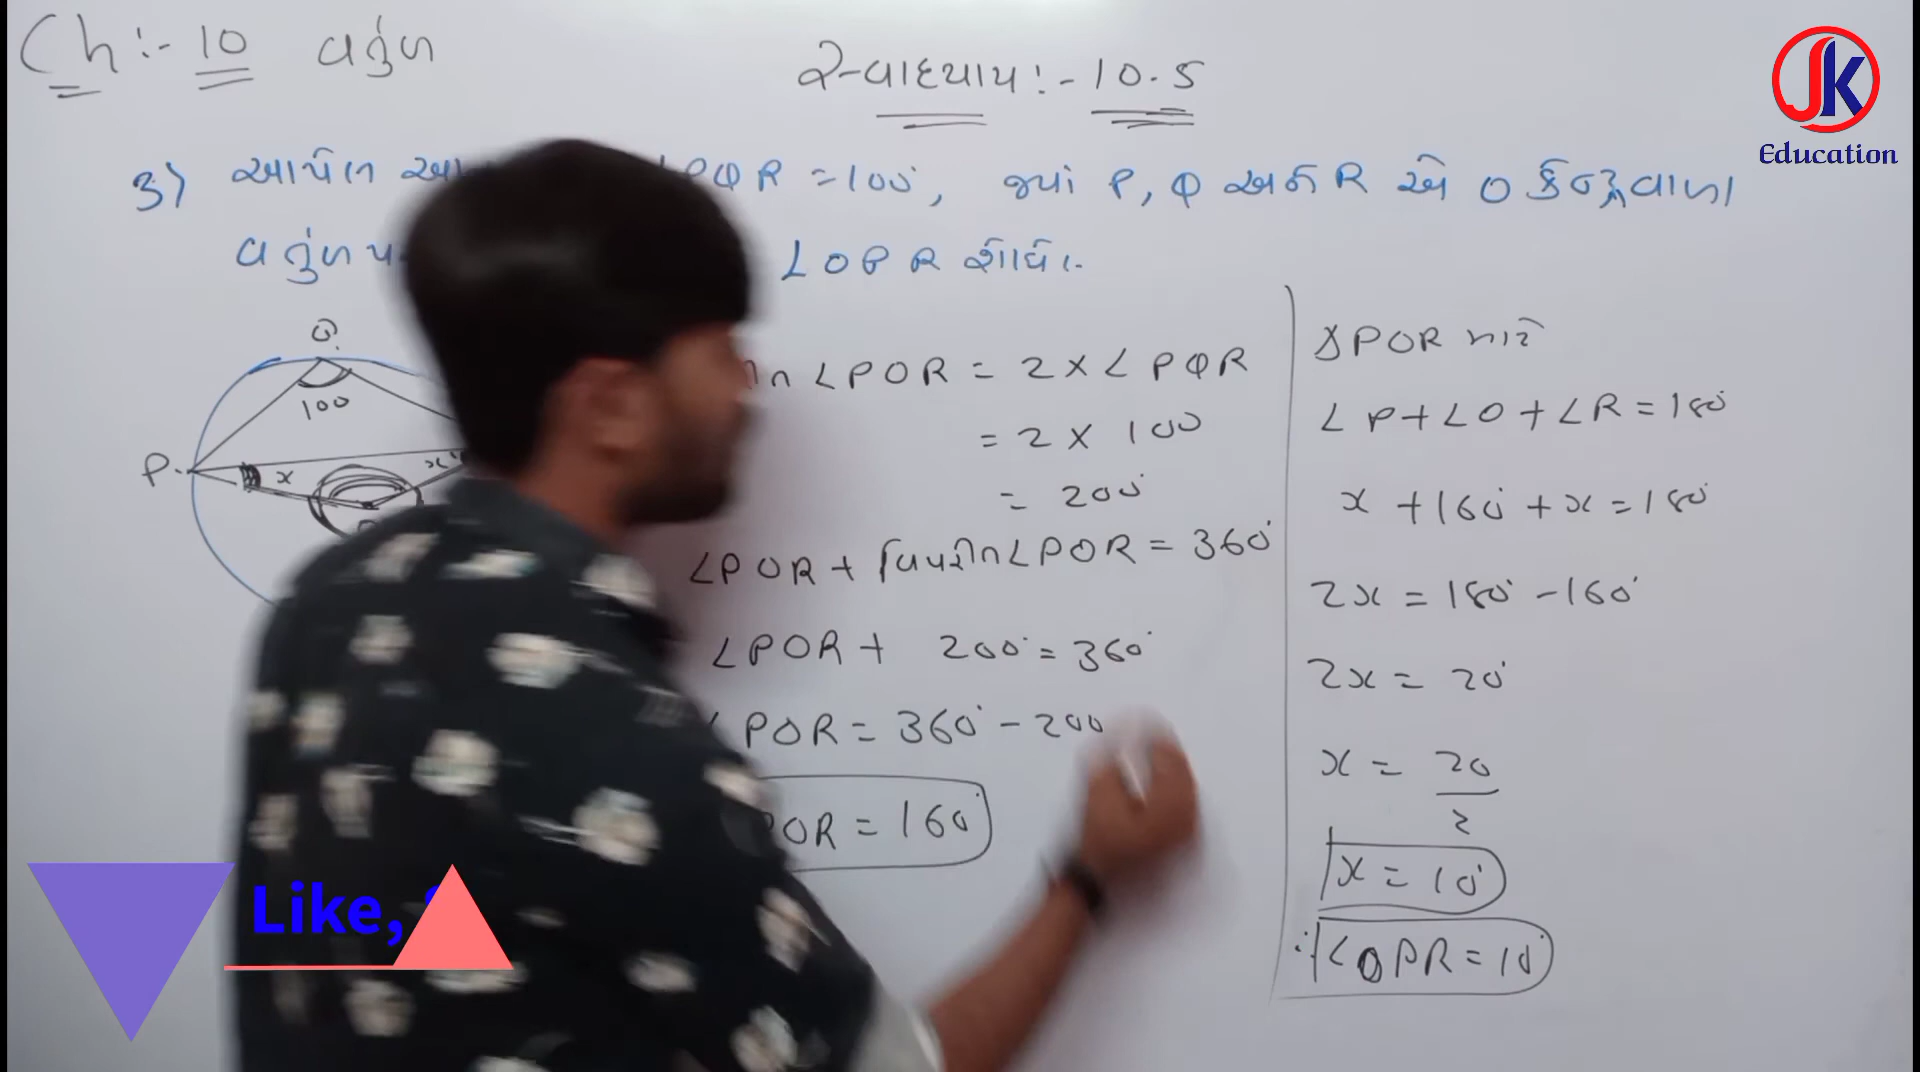 Ch :- 10 વર્તુળ
સ્વાધ્યાય :- 10.5
JK
Education
3) આપેલ PQR = 100°, જ્યાં P, Q અને R એ O કેન્દ્રવાળા
વર્તુળ ∠OPR શોધો.
Q
100
P
x
x
∠POR = 2 × ∠PQR
= 2 × 100
= 200°
∠POR + વિપરીત ∠POR = 360°
∠POR + 200° = 360°
∠POR = 360° - 200
POR = 160°
△POR માટે
∠P + ∠O + ∠R = 180°
x + 160° + x = 180°
2x = 180° - 160°
2x = 20°
x = 20/2
x = 10°
∴ ∠OPR = 10°
Like,